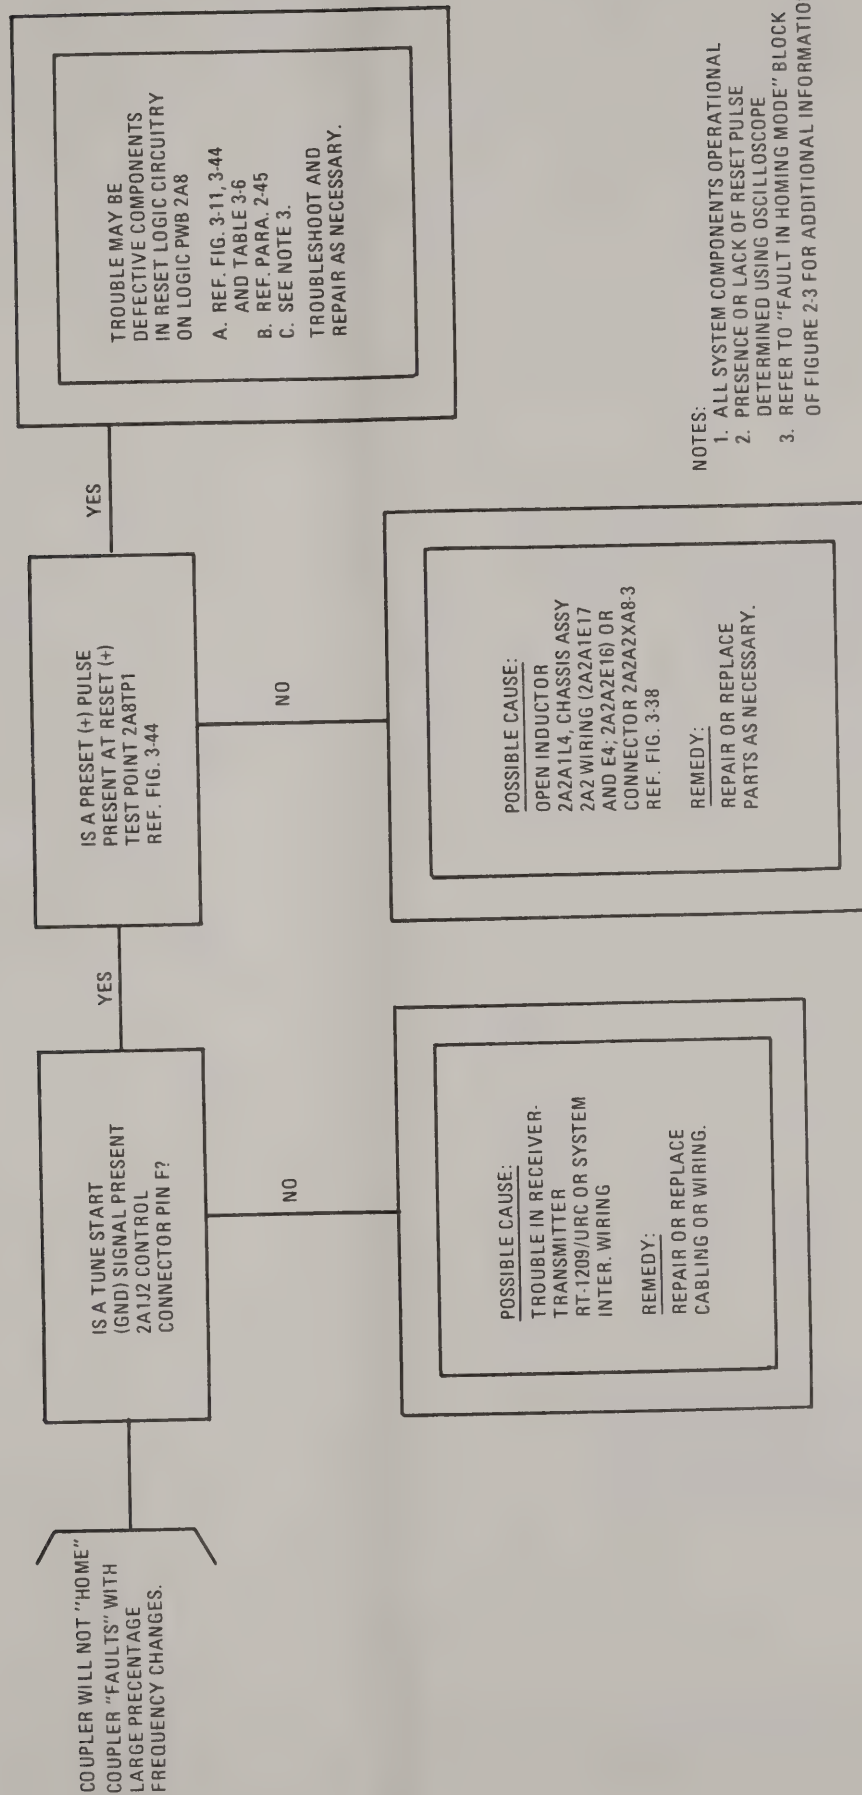 COUPLER WILL NOT "HOME"
COUPLER "FAULTS" WITH
LARGE PRECENTAGE
FREQUENCY CHANGES.
IS A TUNE START
(GND) SIGNAL PRESENT
2A1J2 CONTROL
CONNECTOR PIN F?
YES
NO
POSSIBLE CAUSE:
TROUBLE IN RECEIVER-
TRANSMITTER
RT-1209/URC OR SYSTEM
INTER. WIRING
REMEDY:
REPAIR OR REPLACE
CABLING OR WIRING.
IS A PRESET (+) PULSE
PRESENT AT RESET (+)
TEST POINT 2A8TP1
REF. FIG. 3-44
YES
NO
POSSIBLE CAUSE:
OPEN INDUCTOR
2A2A1L4, CHASSIS ASSY
2A2 WIRING (2A2A1E17
AND E4; 2A2A2E16) OR
CONNECTOR 2A2A2XA8-3
REF. FIG. 3-38
REMEDY:
REPAIR OR REPLACE
PARTS AS NECESSARY.
TROUBLE MAY BE
DEFECTIVE COMPONENTS
IN RESET LOGIC CIRCUITRY
ON LOGIC PWB 2A8
A. REF. FIG. 3-11, 3-44
AND TABLE 3-6
B. REF. PARA. 2-45
C. SEE NOTE 3.
TROUBLESHOOT AND
REPAIR AS NECESSARY.
NOTES:
1. ALL SYSTEM COMPONENTS OPERATIONAL
2. PRESENCE OR LACK OF RESET PULSE
DETERMINED USING OSCILLOSCOPE
3. REFER TO "FAULT IN HOMING MODE" BLOCK
OF FIGURE 2-3 FOR ADDITIONAL INFORMATIO